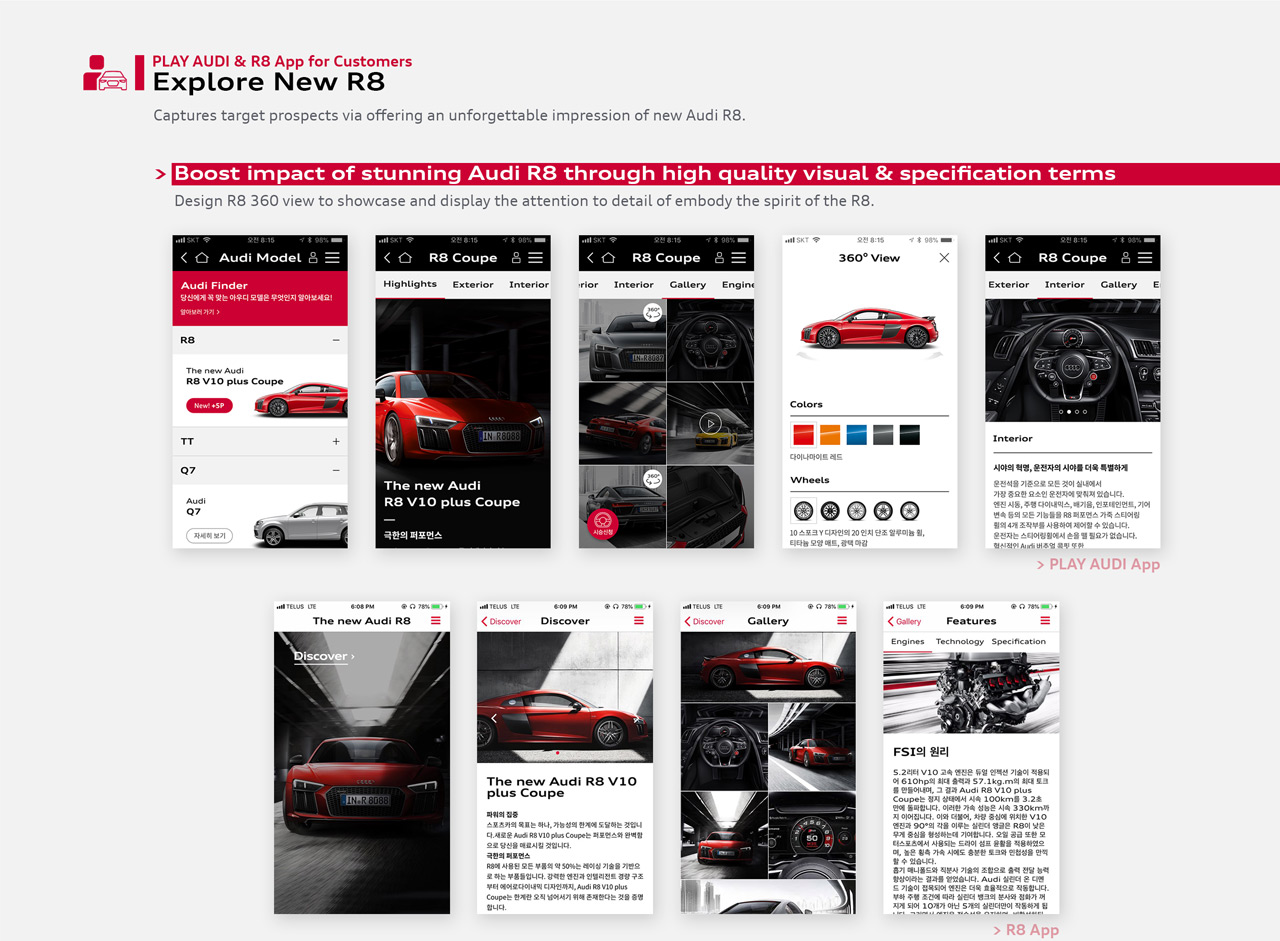 PLAY AUDI & R8 App for Customers
Explore New R8
Captures target prospects via offering an unforgettable impression of new Audi R8.
> Boost impact of stunning Audi R8 through high quality visual & specification terms
Design R8 360 view to showcase and display the attention to detail of embody the spirit of the R8.
SKT 오전 8:15 98%
Audi Model
Audi Finder
당신에게 꼭 맞는 아우디 모델은 무엇인지 알아보세요!
알아보러 가기 >
R8
The new Audi
R8 V10 plus Coupe
New! +SP
TT
Q7
Audi
Q7
자세히 보기
SKT 오전 8:15 98%
R8 Coupe
Highlights Exterior Interior
IN R8088
The new Audi
R8 V10 plus Coupe
극한의 퍼포먼스
SKT 오전 8:15 98%
R8 Coupe
rior Interior Gallery Engine
360°
IN R8087
360°
시승신청
SKT 오전 8:15 98%
360° View
Colors
다이나마이트 레드
Wheels
10 스포크 Y 디자인의 20 인치 단조 알루미늄 휠,
티타늄 모양 매트, 광택 마감
SKT 오전 8:15 98%
R8 Coupe
Exterior Interior Gallery E
Interior
시야의 혁명, 운전자의 시야를 더욱 특별하게
운전석을 기준으로 모든 것이 실내에서
가장 중요한 요소인 운전자에 맞춰져 있습니다.
엔진 시동, 주행 다이내믹스, 배기음, 인포테인먼트, 기어
변속 등의 모든 기능들을 R8 퍼포먼스 가죽 스티어링
휠의 4개 조작부를 사용하여 제어할 수 있습니다.
운전자는 스티어링휠에서 손을 뗄 필요가 없습니다.
혁신적인 Audi 버추얼 콕핏 또한
> PLAY AUDI App
TELUS LTE 6:08 PM 78%
The new Audi R8
Discover ›
IN R 8088
TELUS LTE 6:09 PM 78%
Discover Discover
The new Audi R8 V10
plus Coupe
파워의 집중
스포츠카의 목표는 하나, 가능성의 한계에 도달하는 것입니
다.새로운 Audi R8 V10 plus Coupe는 퍼포먼스와 완벽함
으로 당신을 매료시킬 것입니다.
극한의 퍼포먼스
R8에 사용된 모든 부품의 약 50%는 레이싱 기술을 기반으
로 하는 부품들입니다. 강력한 엔진과 인텔리전트 경량 구조
부터 에어로다이내믹 디자인까지, Audi R8 V10 plus
Coupe는 한계란 오직 넘어서기 위해 존재한다는 것을 증명
합니다.
TELUS LTE 6:09 PM 78%
Discover Gallery
50
TELUS LTE 6:09 PM 78%
Gallery Features
Engines Technology Specification
FSI의 원리
5.2리터 V10 고속 엔진은 듀얼 인젝션 기술이 적용되
어 610hp의 최대 출력과 57.1kg.m의 최대 토크
를 만들어내며, 그 결과 Audi R8 V10 plus
Coupe는 정지 상태에서 시속 100km를 3.2초
만에 돌파합니다. 이러한 가속 성능은 시속 330km까
지 이어집니다. 이와 더불어, 차량 중심에 위치한 V10
엔진과 90°의 각을 이루는 실린더 앵글은 R8이 낮은
무게 중심을 형성하는데 기여합니다. 오일 공급 또한 모
터스포츠에서 사용되는 드라이 섬프 윤활을 적용하였으
며, 높은 횡축 가속 시에도 충분한 토크와 민첩성을 만끽
할 수 있습니다.
흡기 매니폴드와 직분사 기술의 조합으로 출력 전달 능력
향상이라는 결과를 얻었습니다. Audi 실린더 온 디맨
드 기술이 접목되어 엔진은 더욱 효율적으로 작동합니다.
부하 주행 조건에 따라 실린더 뱅크의 분사와 점화가 꺼
지게 되어 10개가 아닌 5개의 실린더만이 작동하게 됩
> R8 App